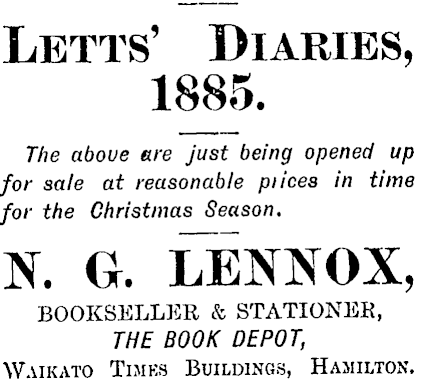 LETTS' DIARIES,
1885.
The above are just being opened up
for sale at reasonable prices in time
for the Christmas Season.
N. G. LENNOX,
BOOKSELLER & STATIONER,
THE BOOK DEPOT,
WAIKATO TIMES BUILDINGS, HAMILTON.